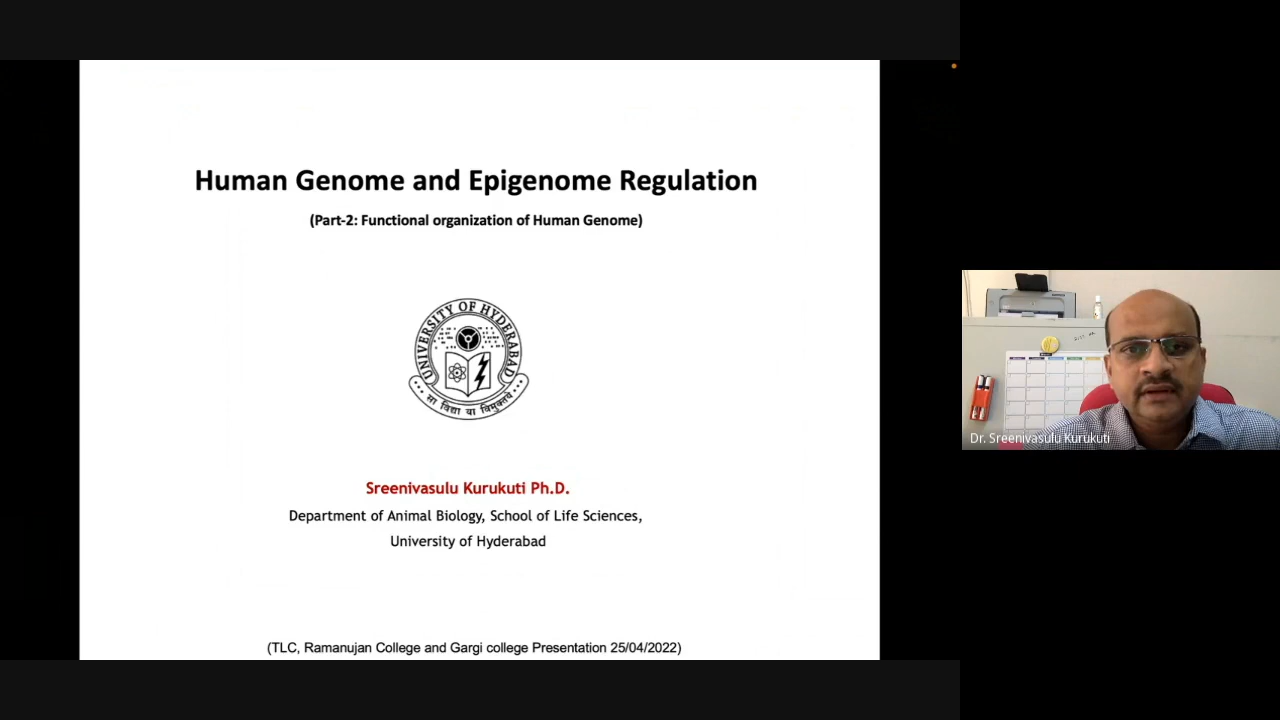 Human Genome and Epigenome Regulation
(Part-2: Functional organization of Human Genome)
UNIVERSITY OF HYDERABAD
सा विद्या या विमुक्तये
Sreenivasulu Kurukuti Ph.D.
Department of Animal Biology, School of Life Sciences,
University of Hyderabad
(TLC, Ramanujan College and Gargi college Presentation 25/04/2022)
Dr. Sreenivasulu Kurukuti